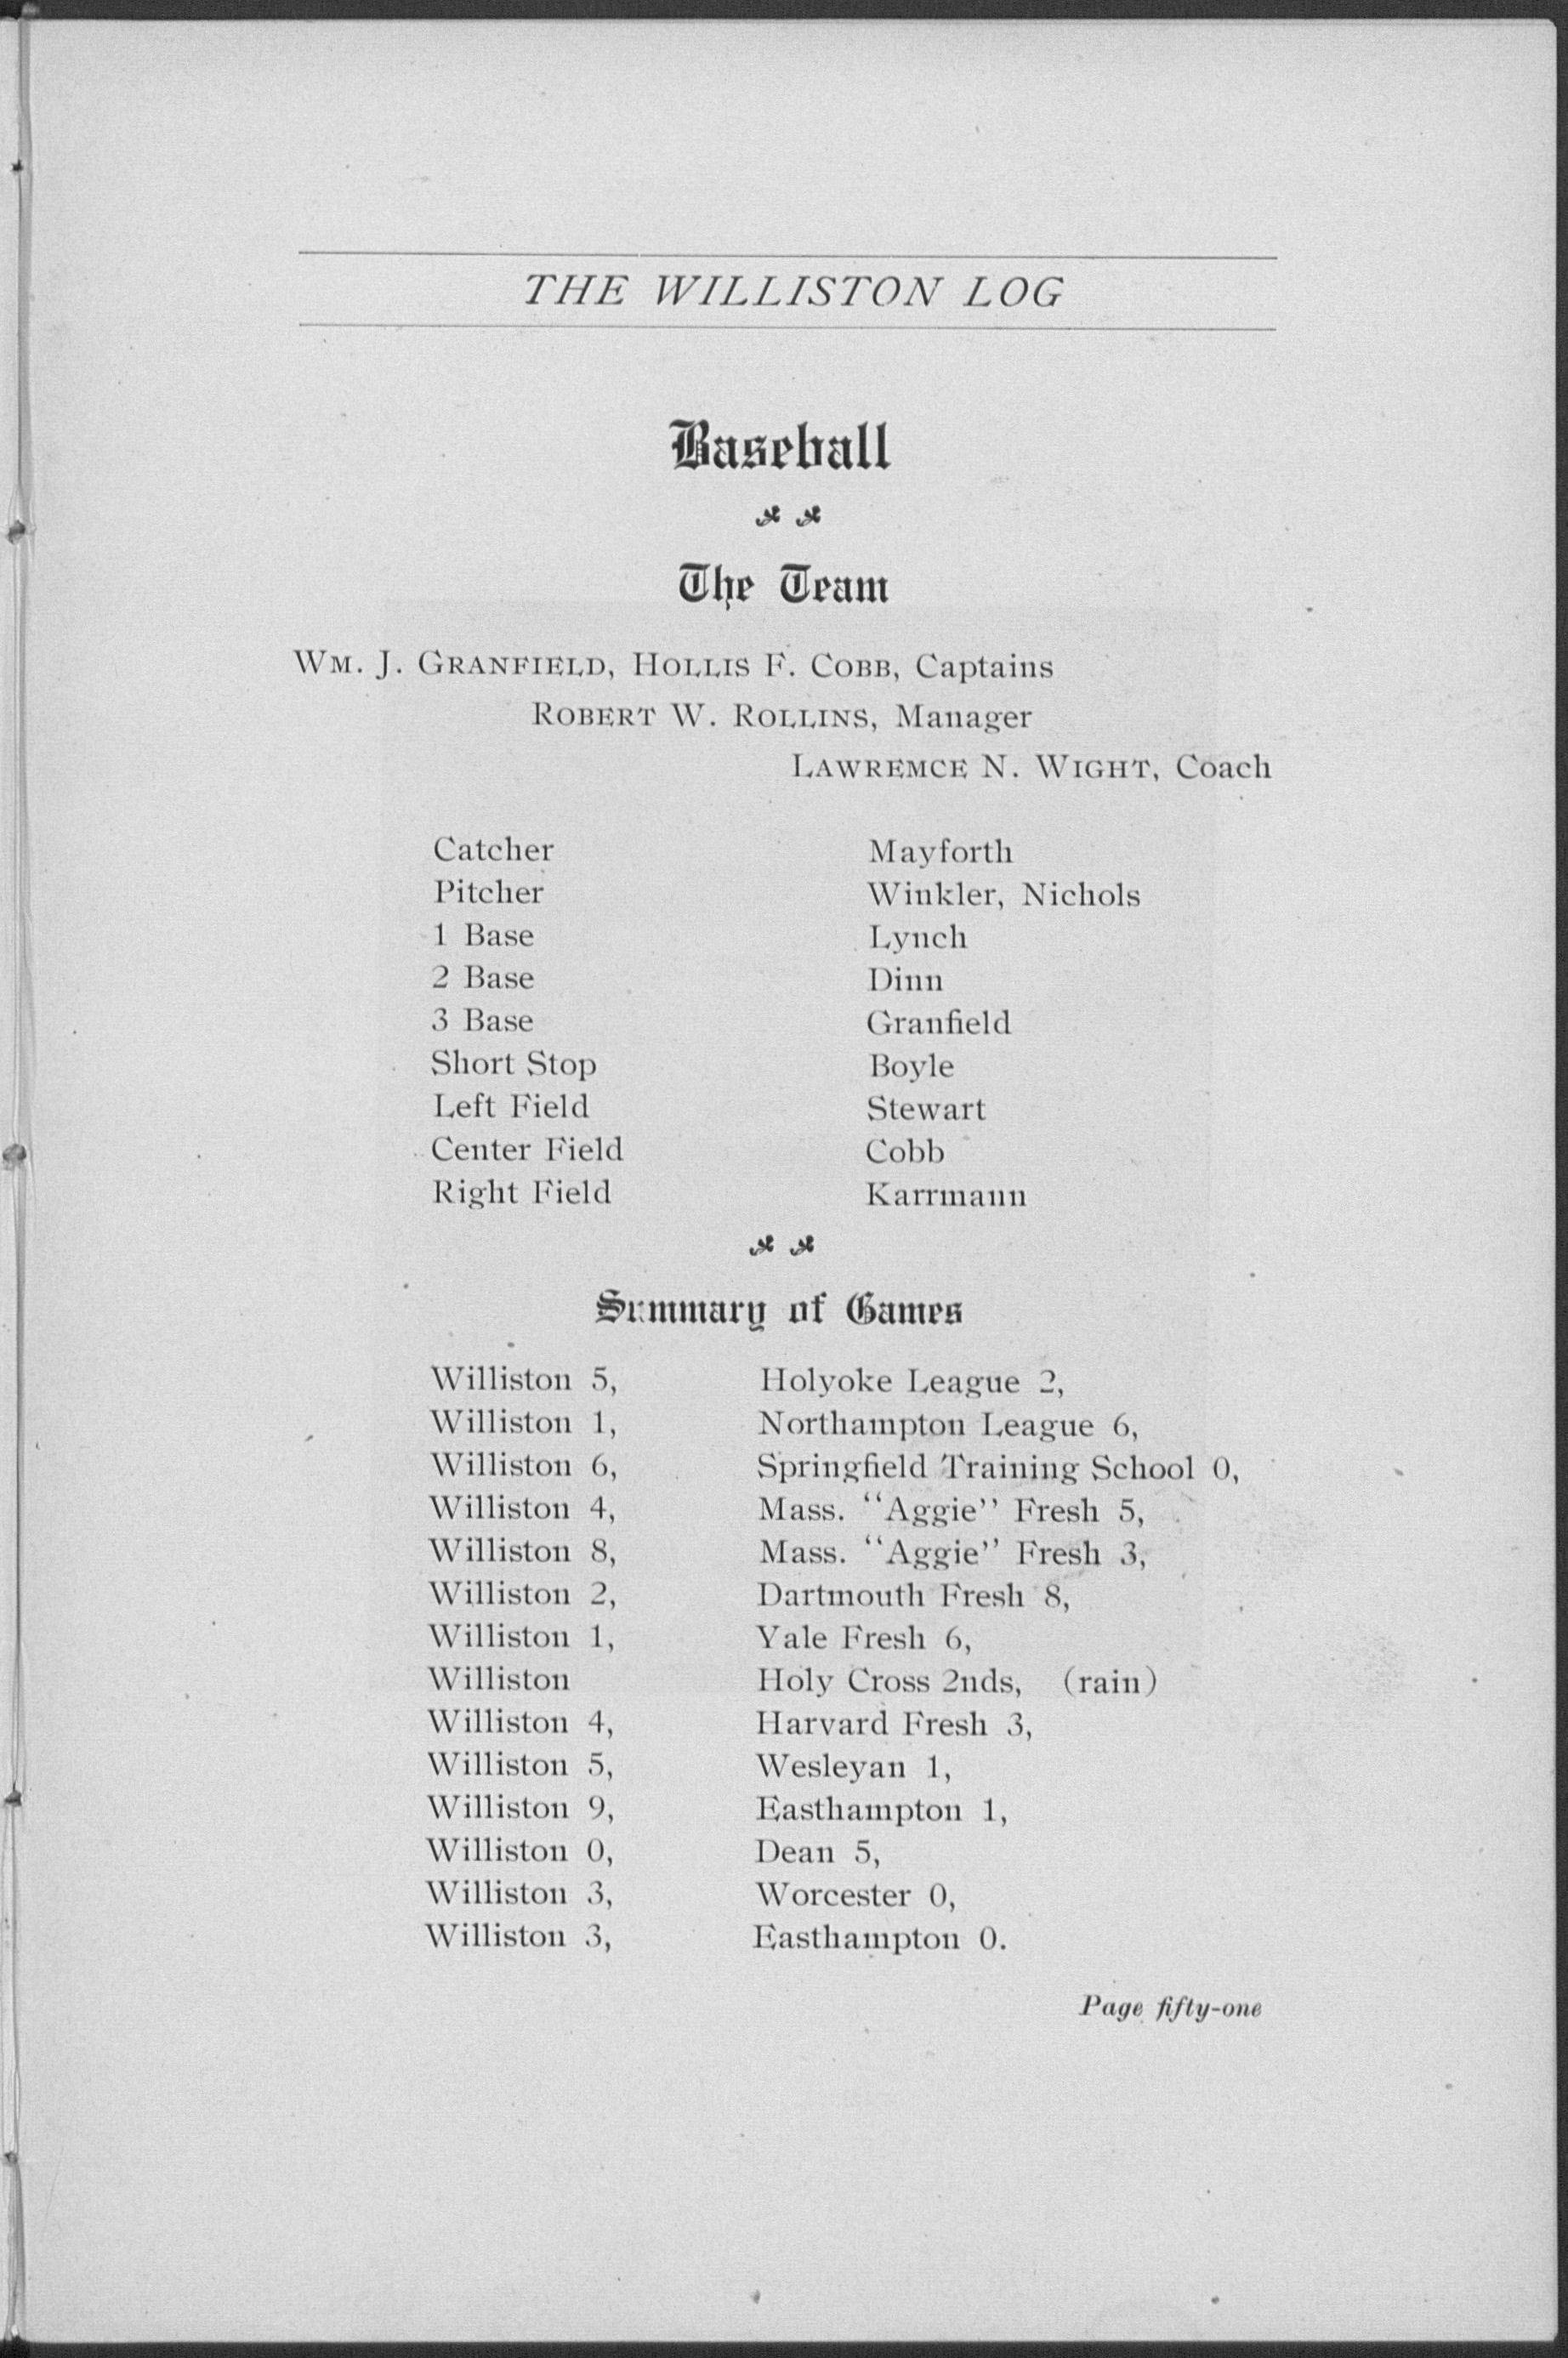 THE WILLISTON LOG
Baseball
The Team
WM. J. GRANFIELD, HOLLIS F. COBB, Captains
ROBERT W. ROLLINS, Manager
LAWREMCE N. WIGHT, Coach
Catcher Mayforth
Pitcher Winkler, Nichols
1 Base Lynch
2 Base Dinn
3 Base Granfield
Short Stop Boyle
Left Field Stewart
Center Field Cobb
Right Field Karrmann
Summary of Games
Williston 5, Holyoke League 2,
Williston 1, Northampton League 6,
Williston 6, Springfield Training School 0,
Williston 4, Mass. "Aggie" Fresh 5,
Williston 8, Mass. "Aggie" Fresh 3,
Williston 2, Dartmouth Fresh 8,
Williston 1, Yale Fresh 6,
Williston Holy Cross 2nds, (rain)
Williston 4, Harvard Fresh 3,
Williston 5, Wesleyan 1,
Williston 9, Easthampton 1,
Williston 0, Dean 5,
Williston 3, Worcester 0,
Williston 3, Easthampton 0.
Page fifty-one